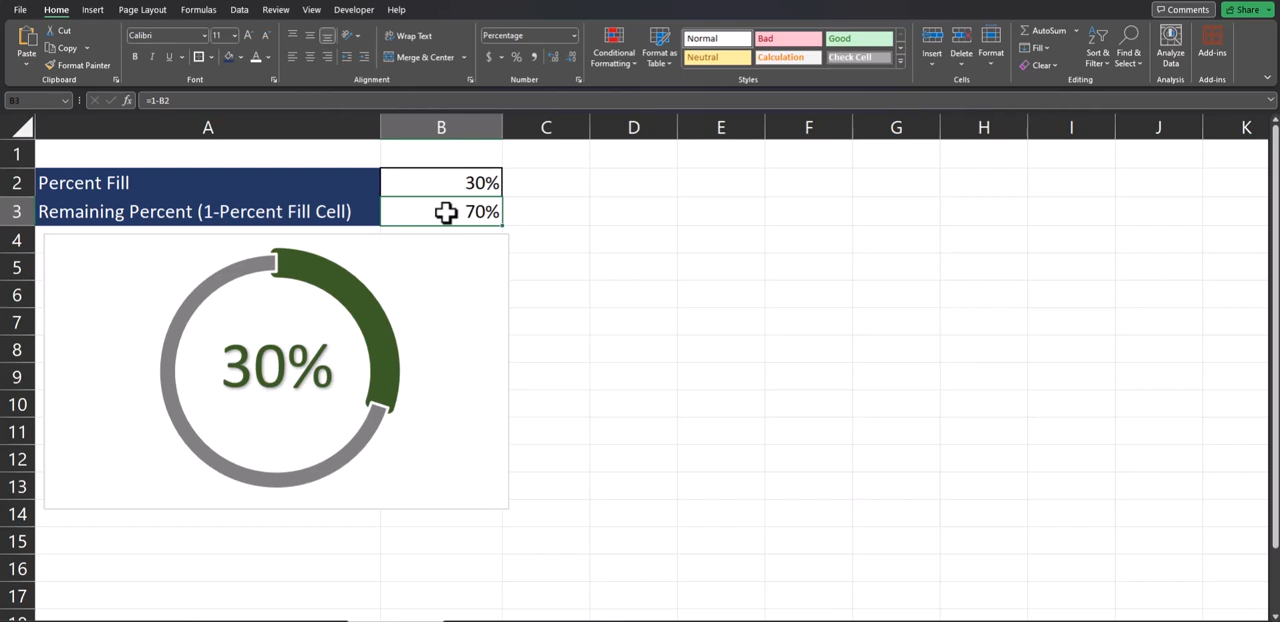 File Home Insert Page Layout Formulas Data Review View Developer Help Comments Share
Paste Cut Copy Format Painter Clipboard
Calibri 11 A A B I U A Font
Wrap Text Merge & Center Alignment
Percentage $ % , Number
Conditional Formatting Format as Table
Normal Bad Good
Neutral Calculation Check Cell
Styles
Insert Delete Format Cells
AutoSum Fill Clear Sort & Filter Find & Select Editing
Analyze Data Analysis
Add-ins Add-ins
B3 fx =1-B2
A B C D E F G H I J K
1
2 Percent Fill 30%
3 Remaining Percent (1-Percent Fill Cell) 70%
4
5
6
7
8
30%
9
10
11
12
13
14
15
16
17